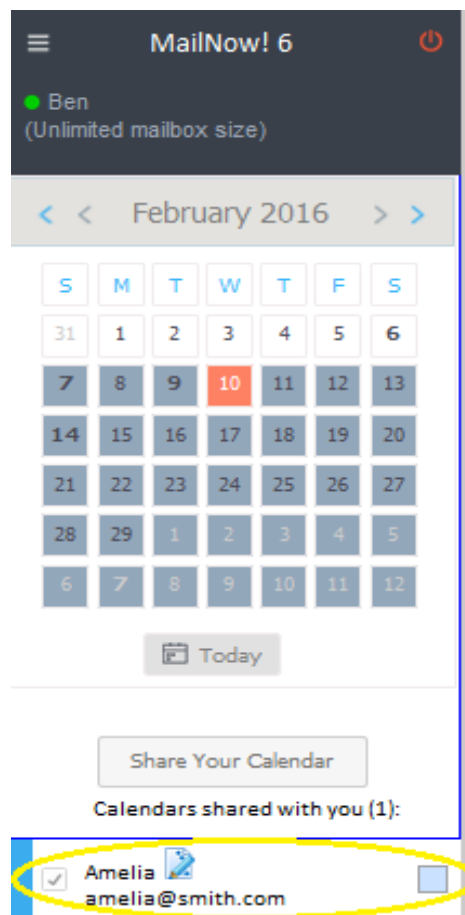 MailNow! 6
Ben
(Unlimited mailbox size)
< < February 2016 > >
S M T W T F S
31 1 2 3 4 5 6
7 8 9 10 11 12 13
14 15 16 17 18 19 20
21 22 23 24 25 26 27
28 29 1 2 3 4 5
6 7 8 9 10 11 12
Today
Share Your Calendar
Calendars shared with you (1):
Amelia
amelia@smith.com